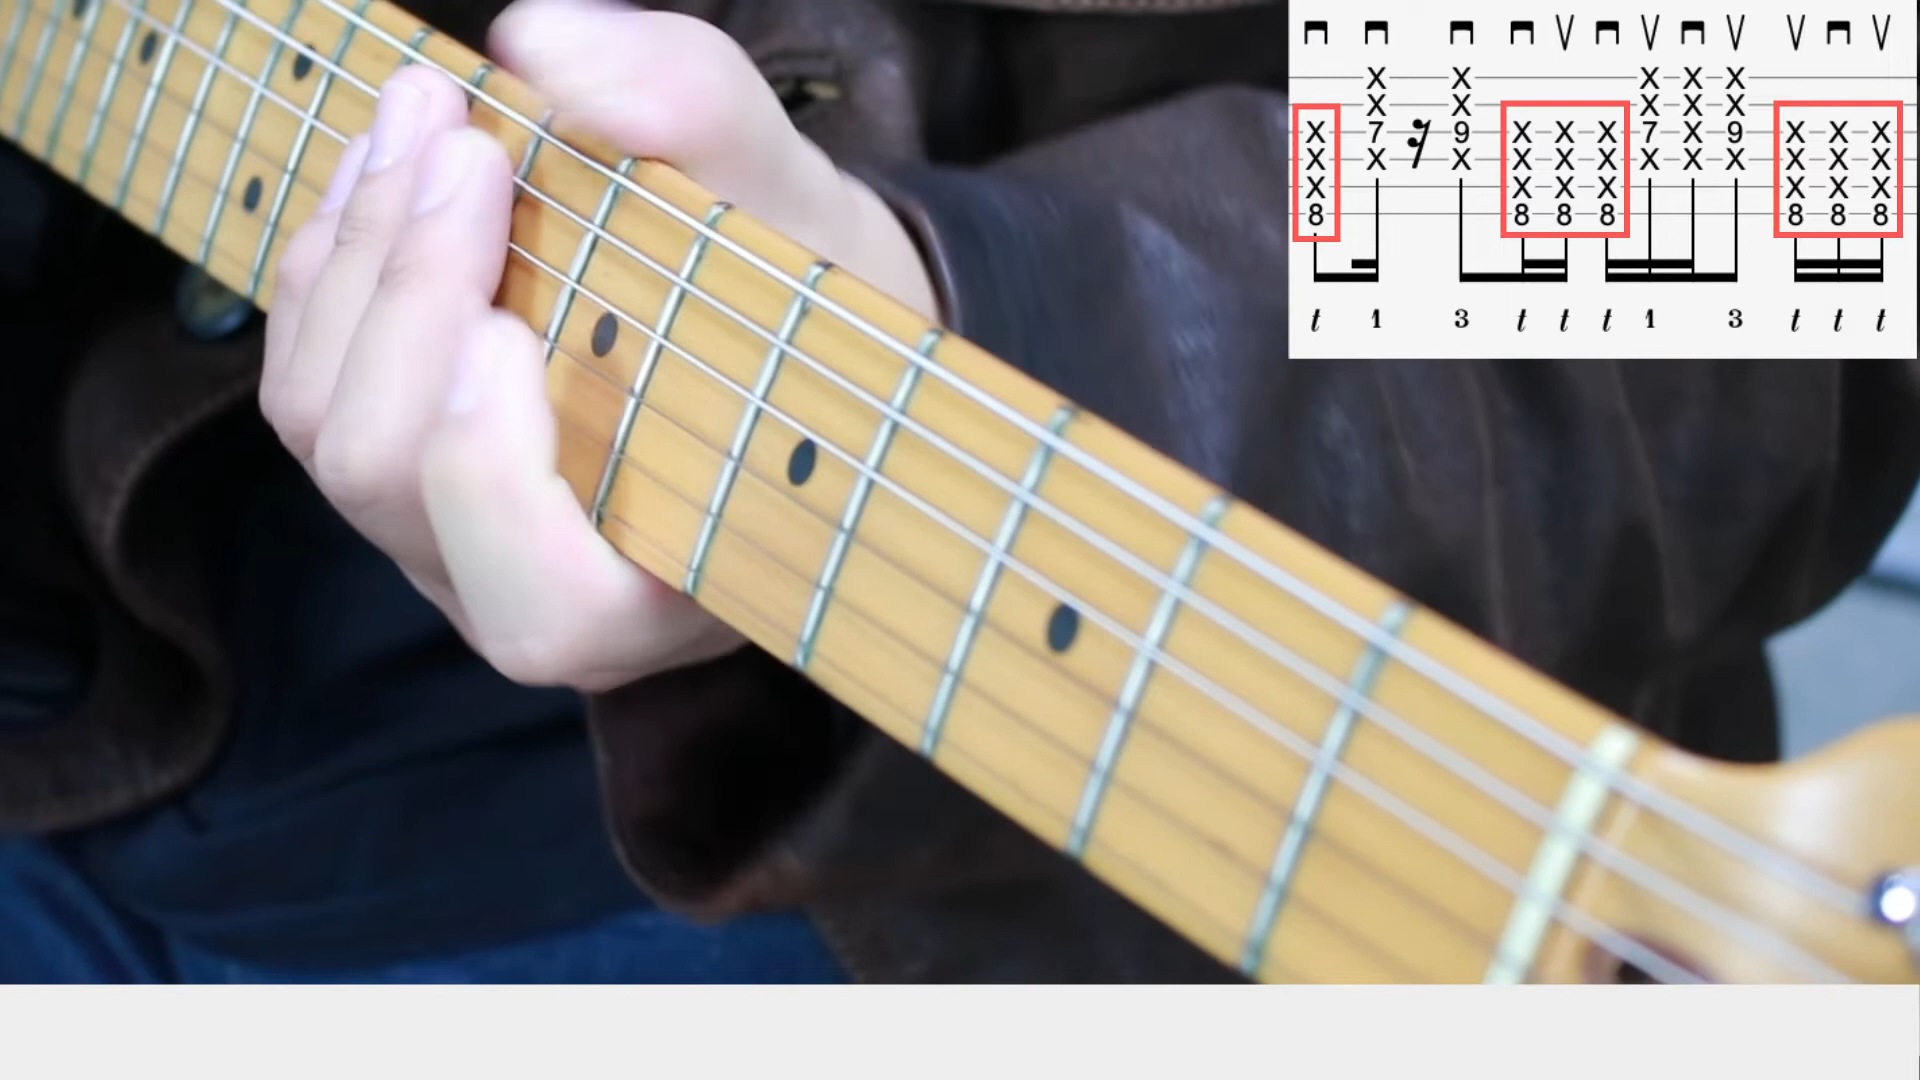 X X X X X
X X X X X
X 7 9 X X X 7 X 9 X X X
X X X X X X X X X X X X
X X X X X X X
8 8 8 8 8 8 8
t 1 3 t t t 1 3 t t t